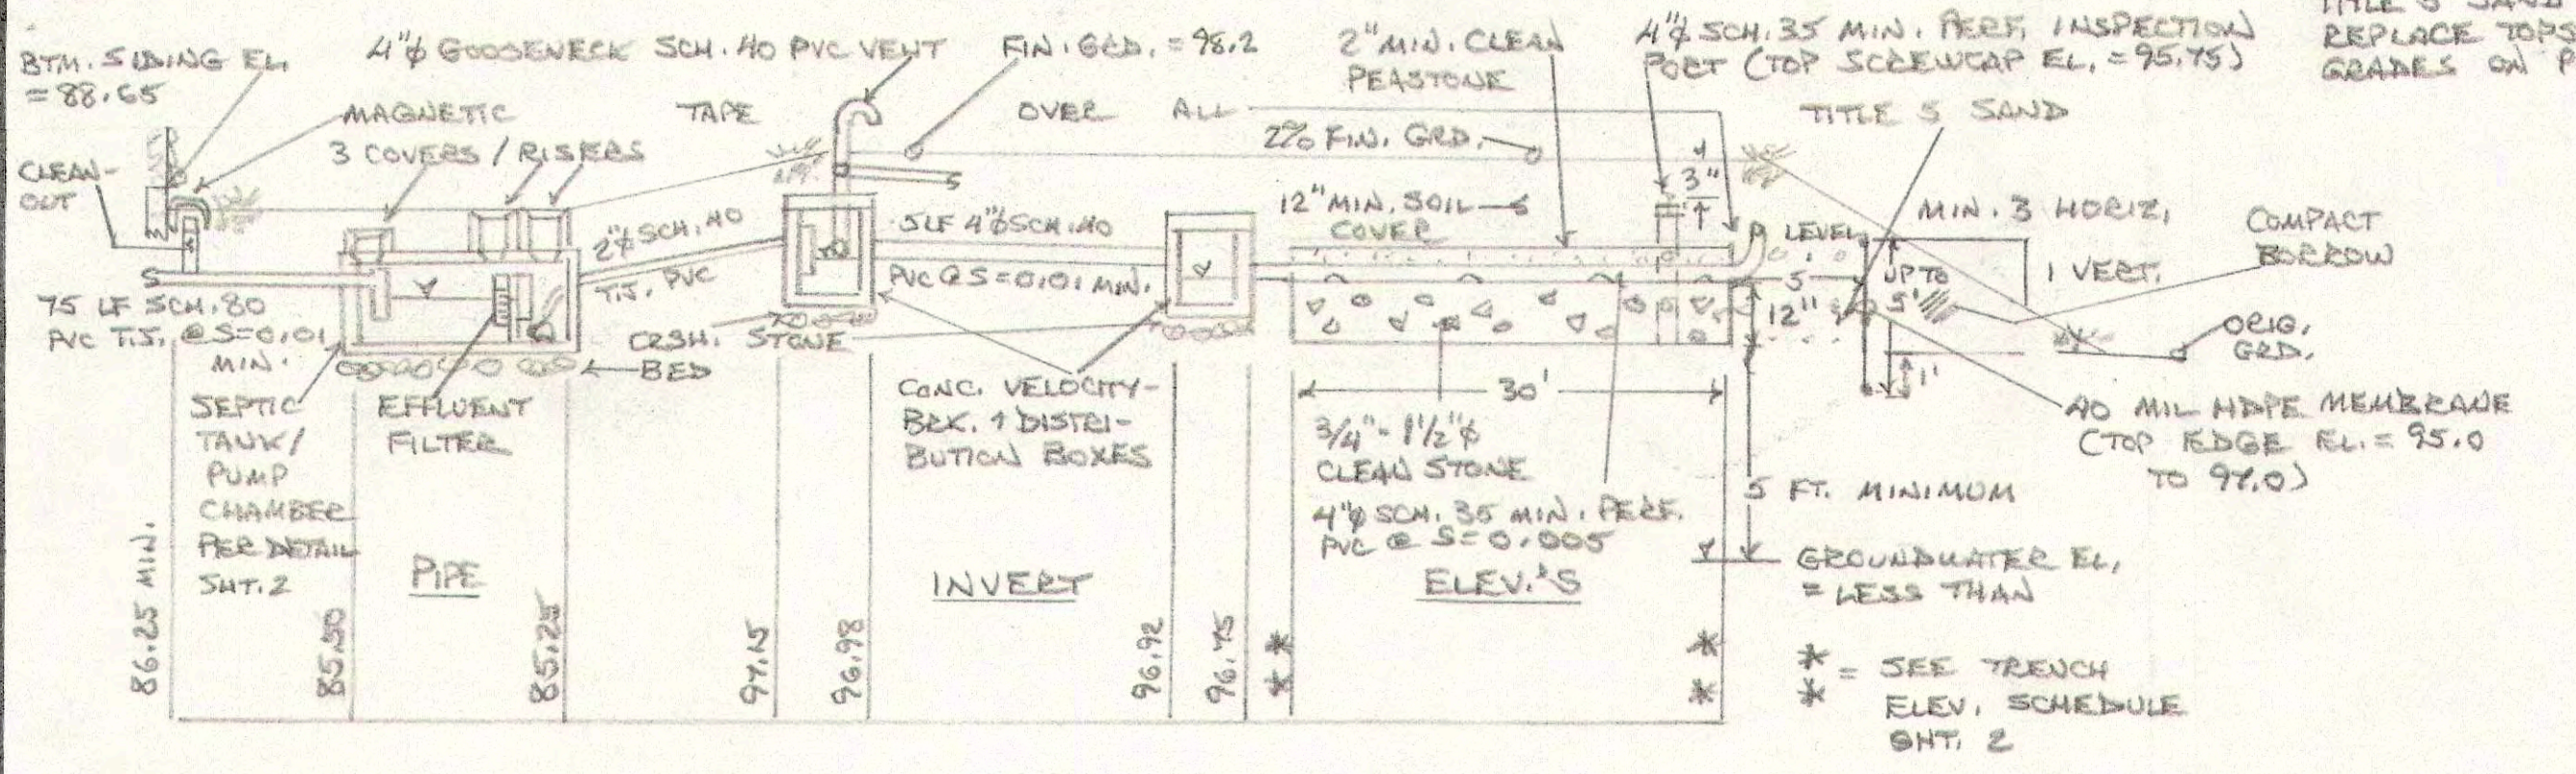 BTM. SIDING EL.
= 88.65
4"ϕ GOOSENECK SCH. 40 PVC VENT
FIN. GRD. = 98.2
2" MIN. CLEAN
PEASTONE
4"ϕ SCH. 35 MIN. PERF. INSPECTION
PORT (TOP SCREWCAP EL. = 95.75)
TITLE 5 SAND
REPLACE TOPS
GRADES ON P
MAGNETIC TAPE OVER ALL
3 COVERS / RISERS
2% FIN. GRD.
TITLE 5 SAND
CLEAN-
OUT
2"ϕ SCH. 40
T.J. PVC
5LF 4"ϕ SCH. 40
PVC @ S=0.01 MIN.
12" MIN. SOIL
COVER
3"
LEVEL
5'
12"
UP TO
5'
MIN. 3 HORIZ,
1 VERT.
COMPACT
BORROW
ORIG.
GRD.
1'
75 LF SCH. 80
PVC T.J. @ S=0.01
MIN.
CRSH. STONE
BED
SEPTIC
TANK/
PUMP
CHAMBER
PER DETAIL
SHT. 2
EFFLUENT
FILTER
CONC. VELOCITY-
BRK. & DISTRI-
BUTION BOXES
30'
3/4" - 1 1/2"ϕ
CLEAN STONE
4"ϕ SCH. 35 MIN. PERF.
PVC @ S=0.005
40 MIL HDPE MEMBRANE
(TOP EDGE EL. = 95.0
TO 97.0)
5 FT. MINIMUM
GROUNDWATER EL.
= LESS THAN
PIPE INVERT ELEV.'S
86.25 MIN.
85.50
85.25
97.15
96.98
96.92
96.75
* *
* *
* * = SEE TRENCH
ELEV. SCHEDULE
SHT. 2